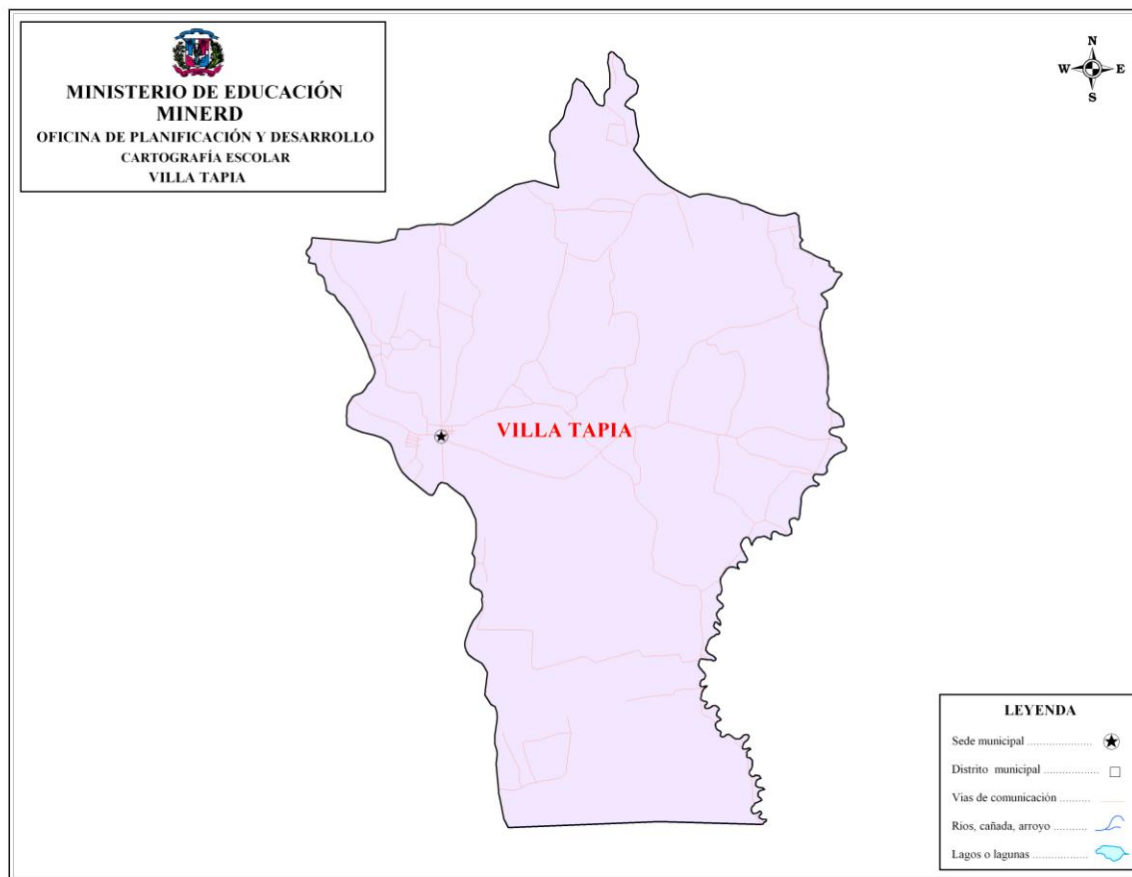 MINISTERIO DE EDUCACIÓN
MINERD
OFICINA DE PLANIFICACIÓN Y DESARROLLO
CARTOGRAFÍA ESCOLAR
VILLA TAPIA
N
W E
S
VILLA TAPIA
LEYENDA
Sede municipal .....................
Distrito municipal ..................
Vias de comunicación ..........
Rios, cañada, arroyo ...........
Lagos o lagunas ..................